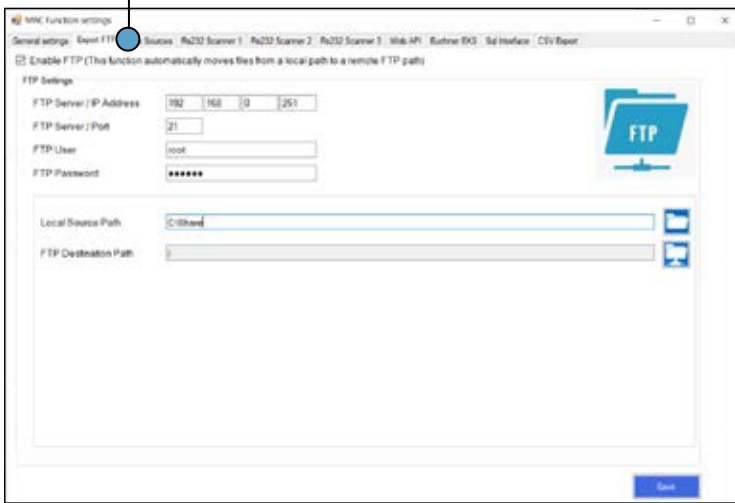 MNC Function settings
General settings Export FTP Sources Rs232 Scanner 1 Rs232 Scanner 2 Rs232 Scanner 3 Web API Euchner EKS Sql Interface CSV Export
Enable FTP (This function automatically moves files from a local path to a remote FTP path)
FTP Settings
FTP Server / IP Address 192 168 0 251
FTP Server / Port 21
FTP User root
FTP Password ●●●●●●
FTP
Local Source Path C:\Share
FTP Destination Path /
Save